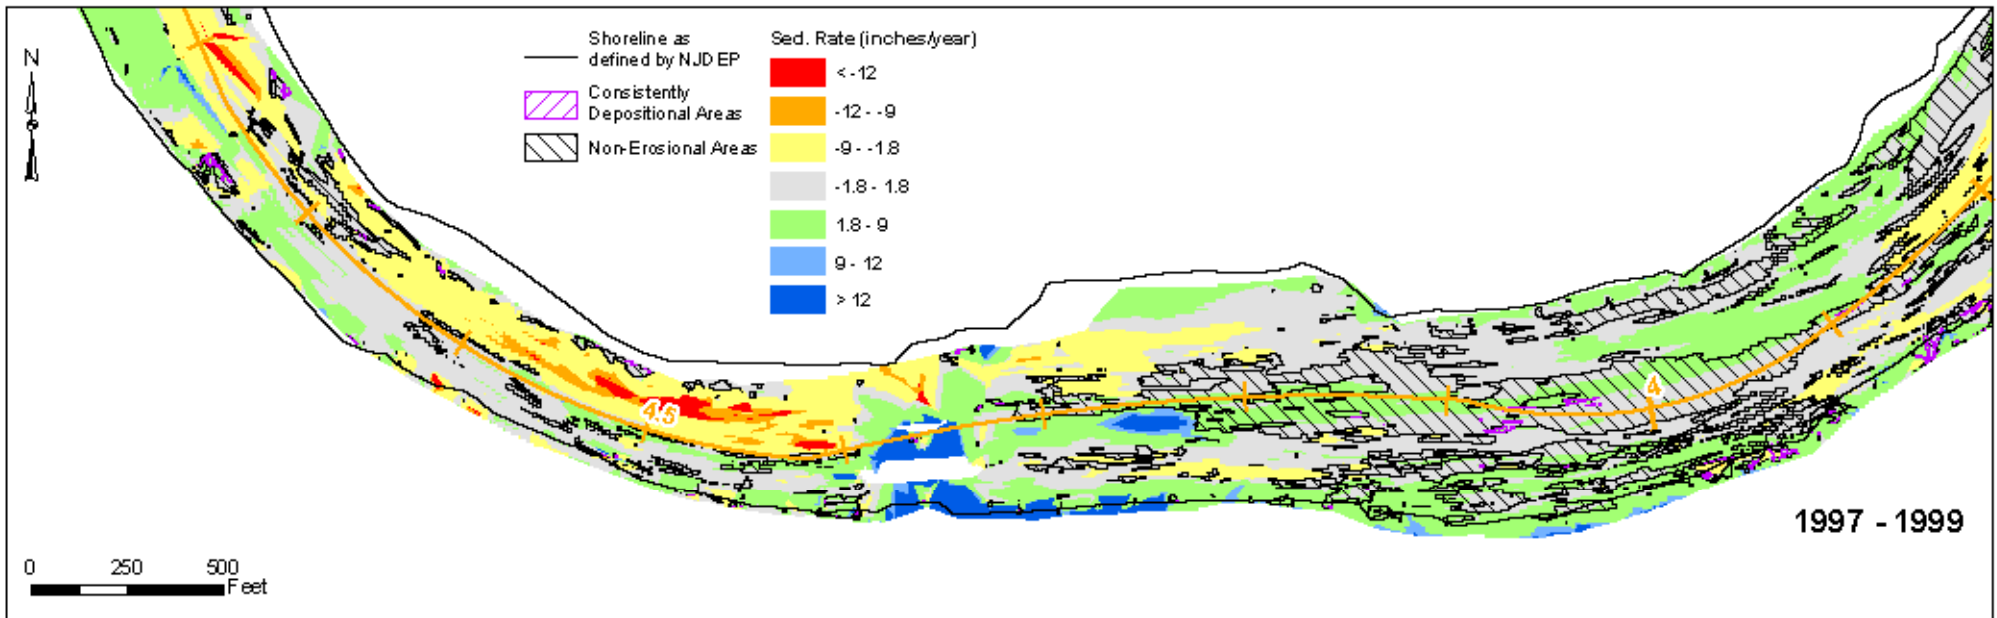 N
Shoreline as
defined by NJDEP
Consistently
Depositional Areas
Non-Erosional Areas
Sed. Rate (inches/year)
< -12
-12 - -9
-9 - -1.8
-1.8 - 1.8
1.8 - 9
9 - 12
> 12
4.5
4
1997 - 1999
0 250 500
Feet